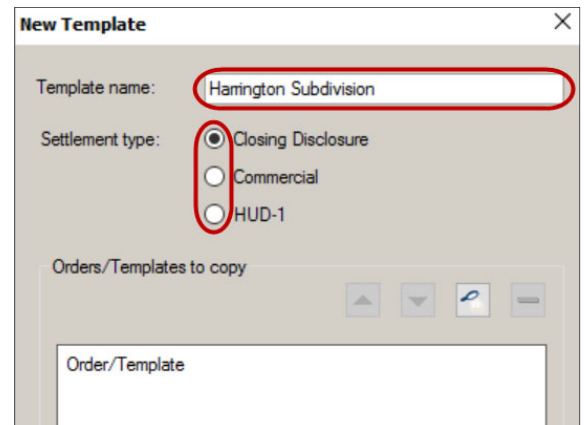 New Template
Template name: Harrington Subdivision
Settlement type: Closing Disclosure
Commercial
HUD-1
Orders/Templates to copy
Order/Template